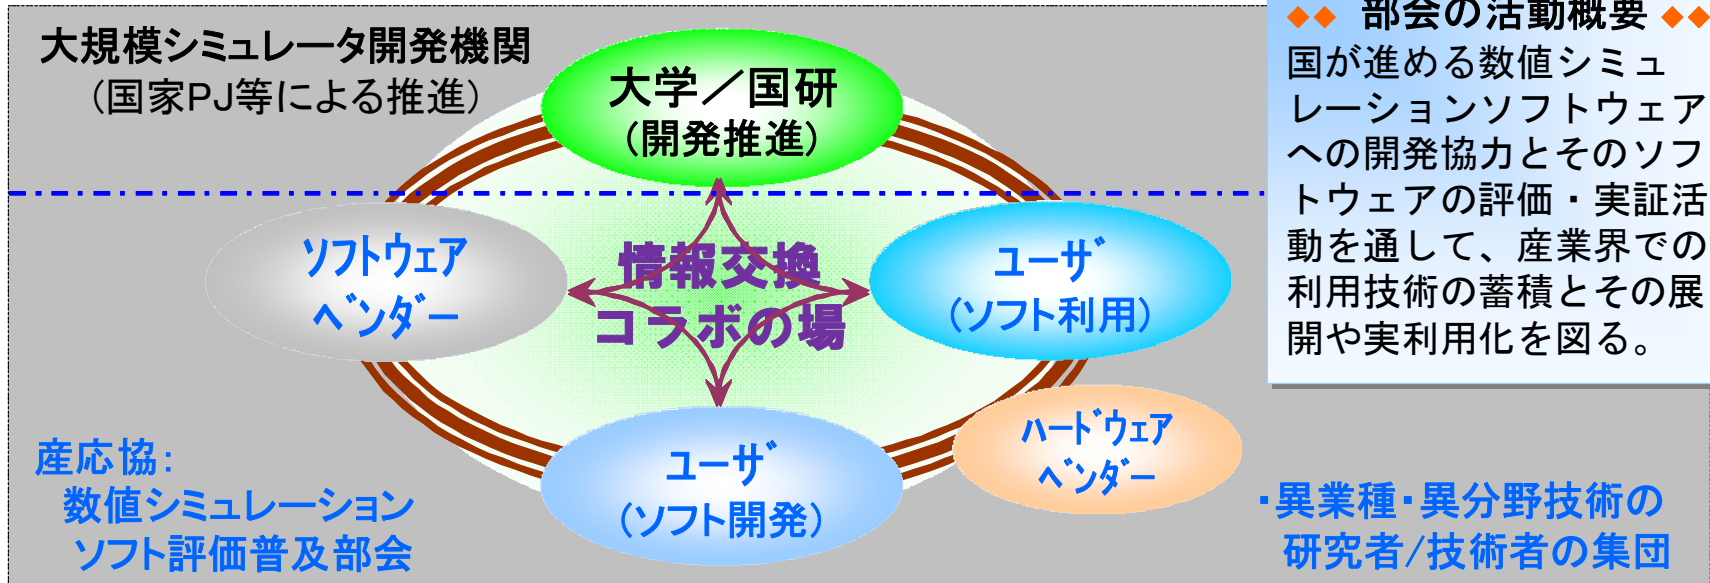 大規模シミュレータ開発機関
（国家PJ等による推進）
大学／国研
（開発推進）
◆◆ 部会の活動概要 ◆◆
国が進める数値シミュ
レーションソフトウェア
への開発協力とそのソフ
トウェアの評価・実証活
動を通して、産業界での
利用技術の蓄積とその展
開や実利用化を図る。
ソフトウェア
ベンダー
情報交換
コラボの場
ユーザ
（ソフト利用）
ユーザ
（ソフト開発）
ハードウェア
ベンダー
産応協：
数値シミュレーション
ソフト評価普及部会
・異業種・異分野技術の
研究者/技術者の集団